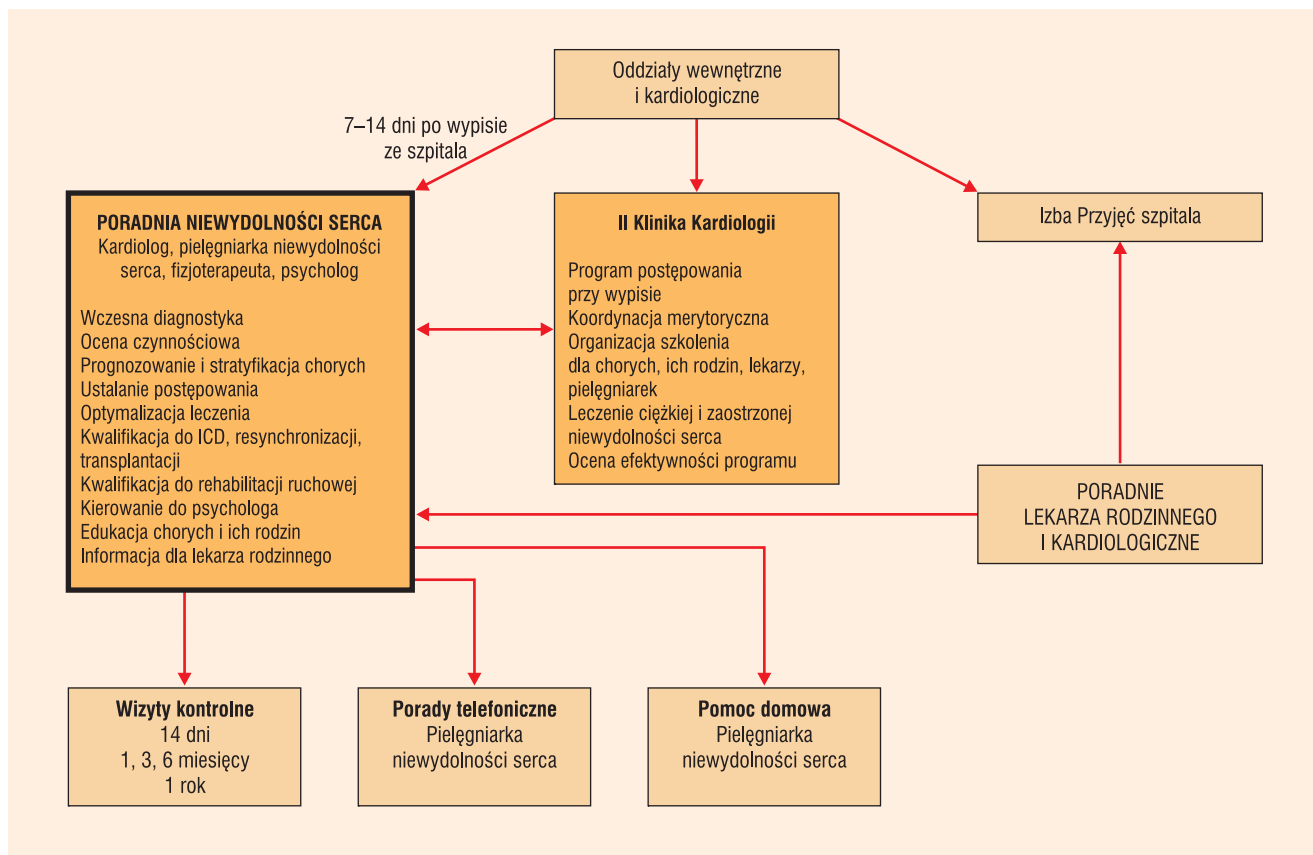 Oddziały wewnętrzne
i kardiologiczne
7–14 dni po wypisie
ze szpitala
PORADNIA NIEWYDOLNOŚCI SERCA
Kardiolog, pielęgniarka niewydolności
serca, fizjoterapeuta, psycholog
Wczesna diagnostyka
Ocena czynnościowa
Prognozowanie i stratyfikacja chorych
Ustalanie postępowania
Optymalizacja leczenia
Kwalifikacja do ICD, resynchronizacji,
transplantacji
Kwalifikacja do rehabilitacji ruchowej
Kierowanie do psychologa
Edukacja chorych i ich rodzin
Informacja dla lekarza rodzinnego
II Klinika Kardiologii
Program postępowania
przy wypisie
Koordynacja merytoryczna
Organizacja szkolenia
dla chorych, ich rodzin, lekarzy,
pielęgniarek
Leczenie ciężkiej i zaostrzonej
niewydolności serca
Ocena efektywności programu
Izba Przyjęć szpitala
PORADNIE
LEKARZA RODZINNEGO
I KARDIOLOGICZNE
Wizyty kontrolne
14 dni
1, 3, 6 miesięcy
1 rok
Porady telefoniczne
Pielęgniarka
niewydolności serca
Pomoc domowa
Pielęgniarka
niewydolności serca